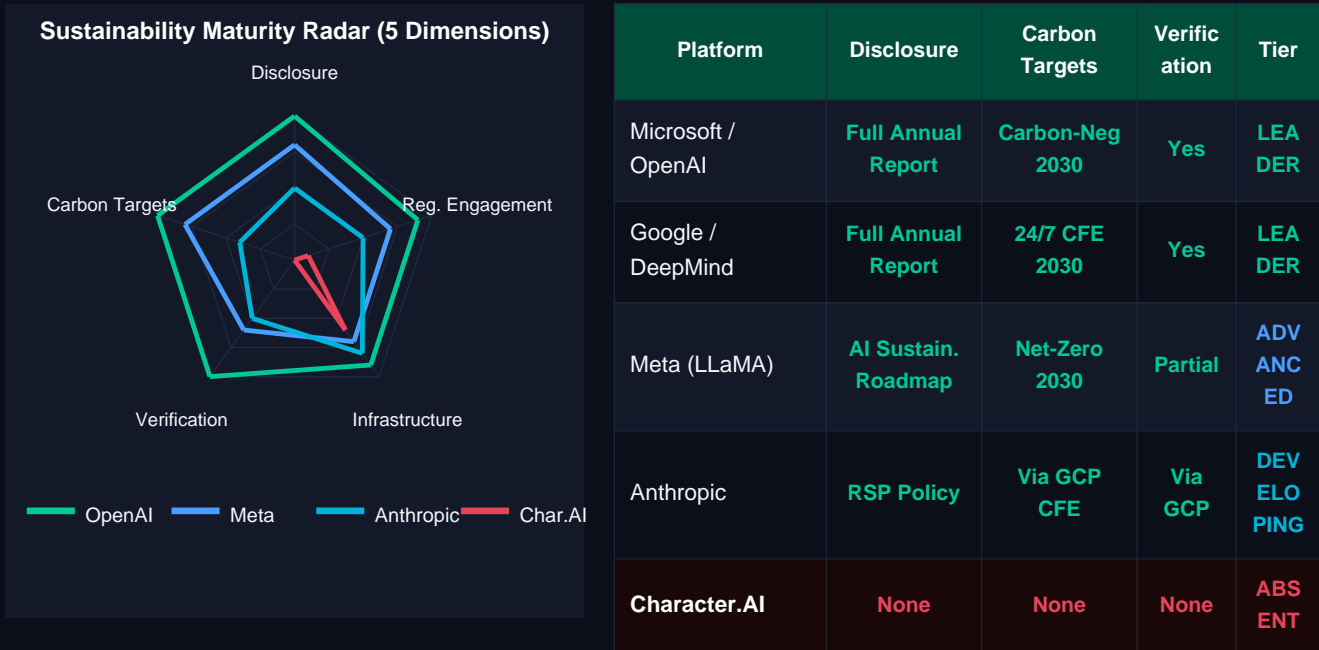 Sustainability Maturity Radar (5 Dimensions)
Disclosure
Carbon Targets
Reg. Engagement
Verification
Infrastructure
OpenAI
Meta
Anthropic
Char.AI
Platform
Disclosure
Carbon
Targets
Verific
ation
Tier
Microsoft /
OpenAI
Full Annual
Report
Carbon-Neg
2030
Yes
LEA
DER
Google /
DeepMind
Full Annual
Report
24/7 CFE
2030
Yes
LEA
DER
Meta (LLaMA)
AI Sustain.
Roadmap
Net-Zero
2030
Partial
ADV
ANC
ED
Anthropic
RSP Policy
Via GCP
CFE
Via
GCP
DEV
ELO
PING
Character.AI
None
None
None
ABS
ENT